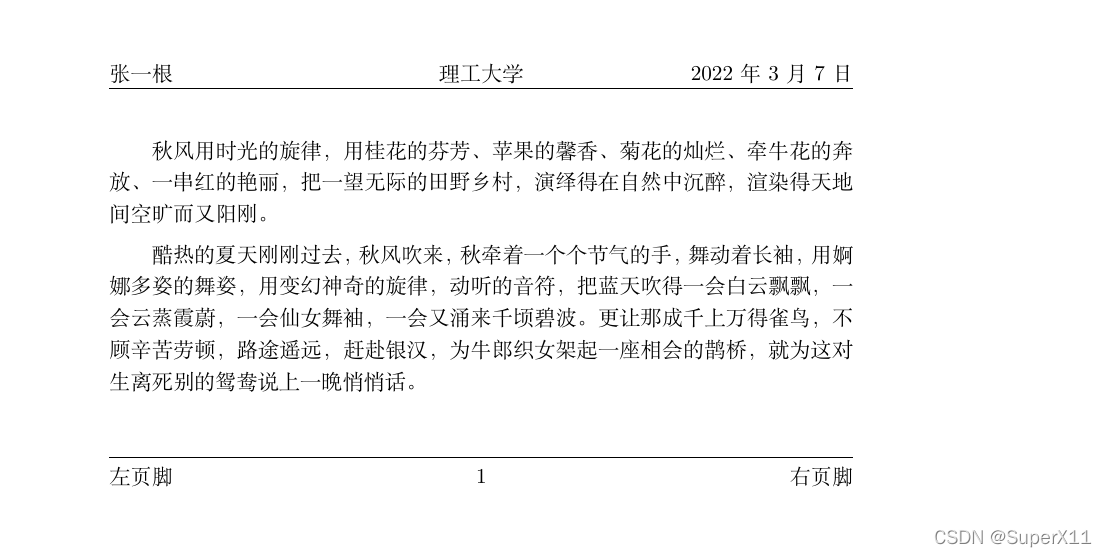 张一根 理工大学 2022 年 3 月 7 日
秋风用时光的旋律，用桂花的芬芳、苹果的馨香、菊花的灿烂、牵牛花的奔
放、一串红的艳丽，把一望无际的田野乡村，演绎得在自然中沉醉，渲染得天地
间空旷而又阳刚。
酷热的夏天刚刚过去，秋风吹来，秋牵着一个个节气的手，舞动着长袖，用婀
娜多姿的舞姿，用变幻神奇的旋律，动听的音符，把蓝天吹得一会白云飘飘，一
会云蒸霞蔚，一会仙女舞袖，一会又涌来千顷碧波。更让那成千上万得雀鸟，不
顾辛苦劳顿，路途遥远，赶赴银汉，为牛郎织女架起一座相会的鹊桥，就为这对
生离死别的鸳鸯说上一晚悄悄话。
左页脚 1 右页脚
CSDN @SuperX11